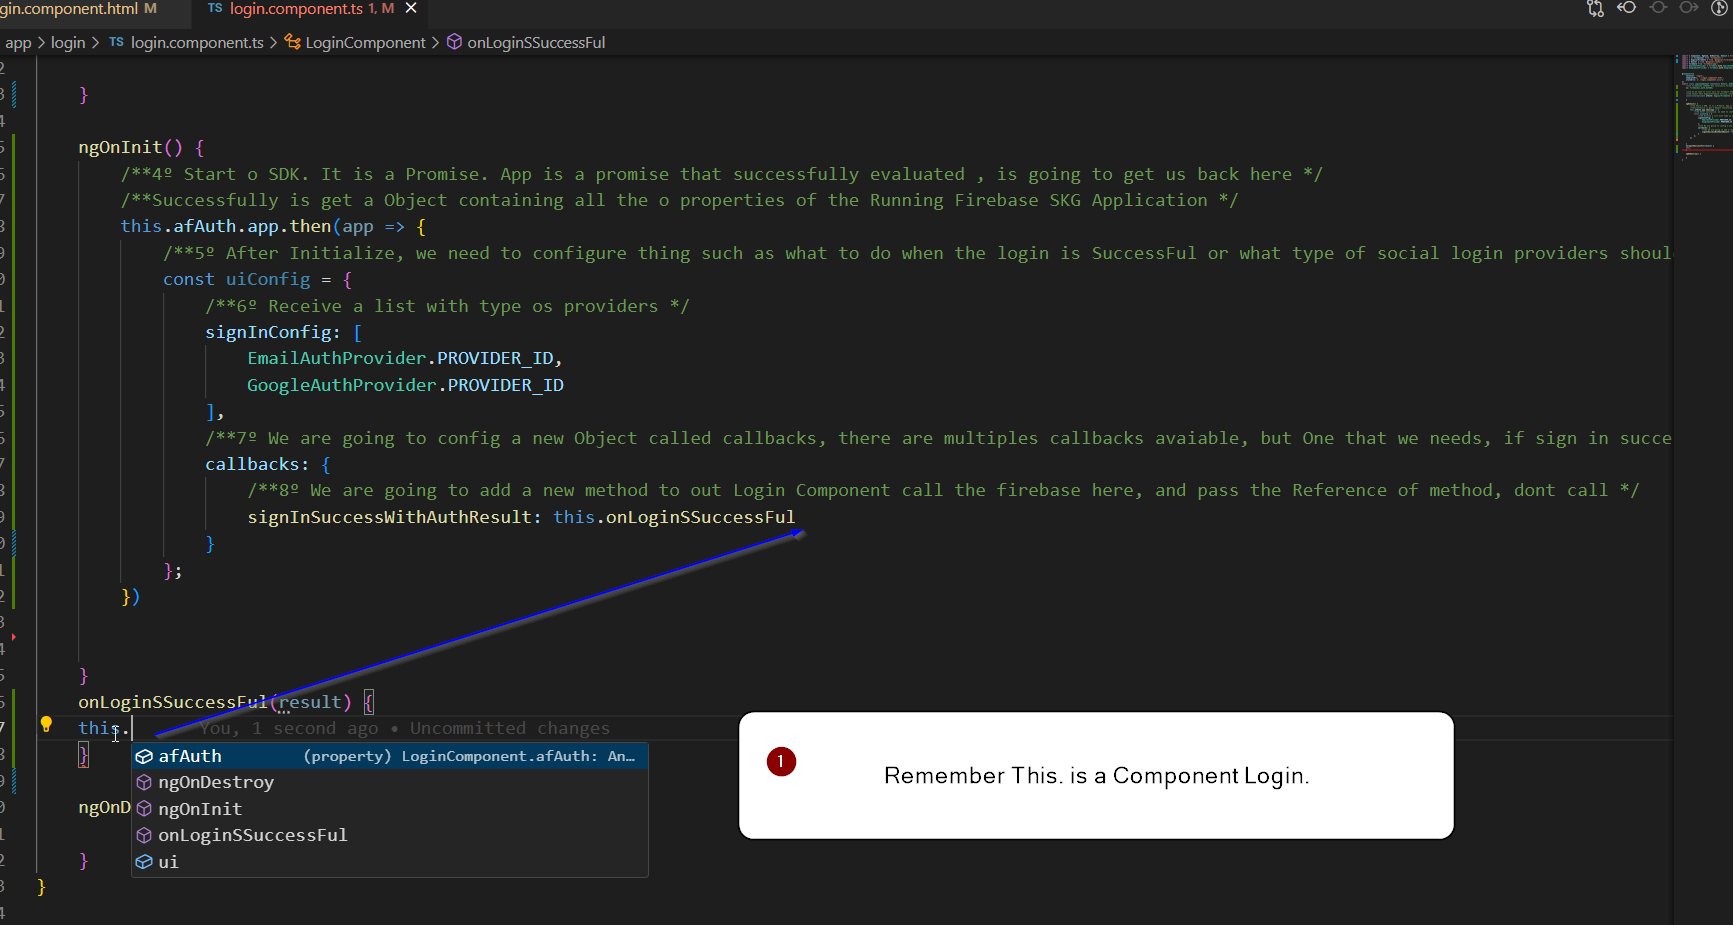 gin.component.html M TS login.component.ts 1, M
app > login > TS login.component.ts > LoginComponent > onLoginSSuccessFul
}
ngOnInit() {
/**4º Start o SDK. It is a Promise. App is a promise that successfully evaluated , is going to get us back here */
/**Successfully is get a Object containing all the o properties of the Running Firebase SKG Application */
this.afAuth.app.then(app => {
/**5º After Initialize, we need to configure thing such as what to do when the login is SuccessFul or what type of social login providers shoul
const uiConfig = {
/**6º Receive a list with type os providers */
signInConfig: [
EmailAuthProvider.PROVIDER_ID,
GoogleAuthProvider.PROVIDER_ID
],
/**7º We are going to config a new Object called callbacks, there are multiples callbacks avaiable, but One that we needs, if sign in succe
callbacks: {
/**8º We are going to add a new method to out Login Component call the firebase here, and pass the Reference of method, dont call */
signInSuccessWithAuthResult: this.onLoginSSuccessFul
}
};
})
}
onLoginSSuccessFul(result) {
this. You, 1 second ago • Uncommitted changes
}
afAuth (property) LoginComponent.afAuth: An…
ngOnDestroy
ngOnD
ngOnInit
onLoginSSuccessFul
ui
}
}
1 Remember This. is a Component Login.